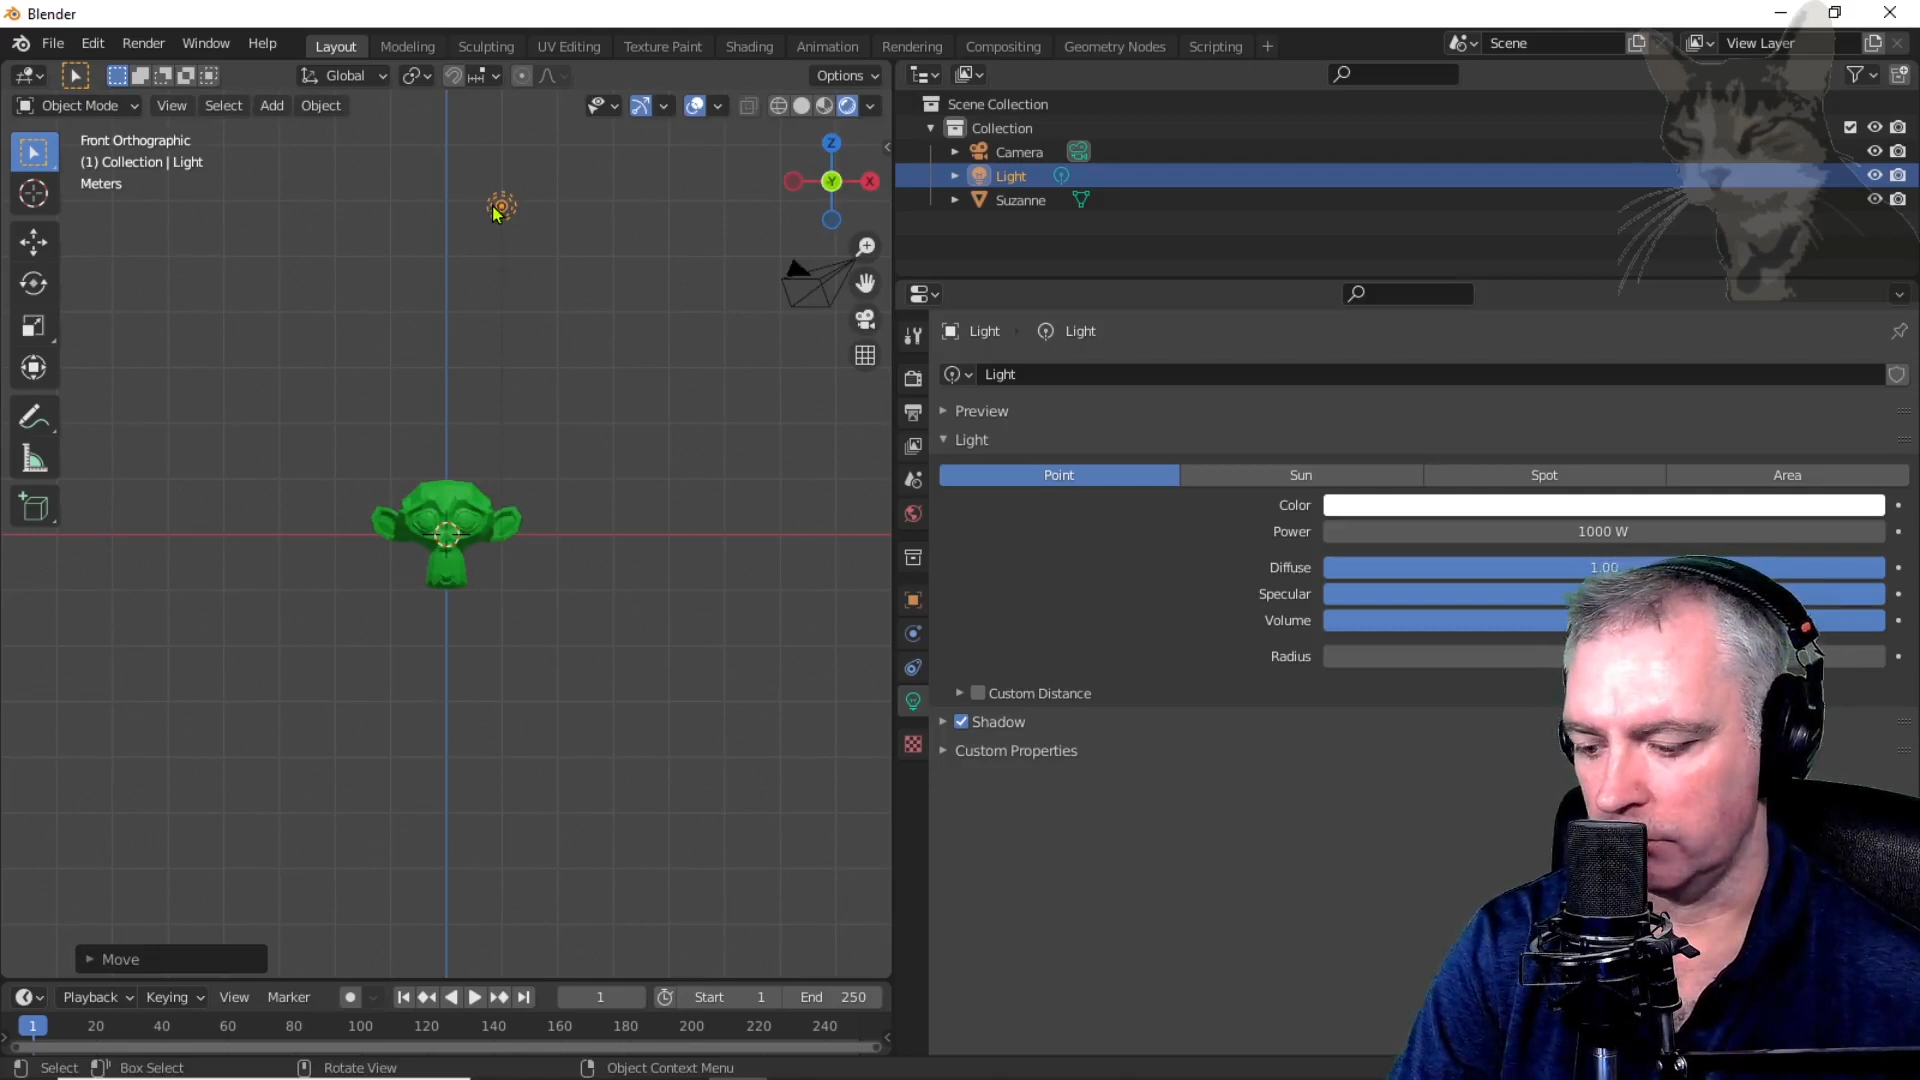 Blender
File Edit Render Window Help Layout Modeling Sculpting UV Editing Texture Paint Shading Animation Rendering Compositing Geometry Nodes Scripting + Scene View Layer
Global Options
Object Mode View Select Add Object
Front Orthographic
(1) Collection | Light
Meters
Z
Y
X
Move
Scene Collection
Collection
Camera
Light
Suzanne
Light Light
Light
Preview
Light
Point Sun Spot Area
Color
Power 1000 W
Diffuse 1.00
Specular
Volume
Radius
Custom Distance
Shadow
Custom Properties
Playback Keying View Marker 1 Start 1 End 250
1 20 40 60 80 100 120 140 160 180 200 220 240
Select Box Select Rotate View Object Context Menu